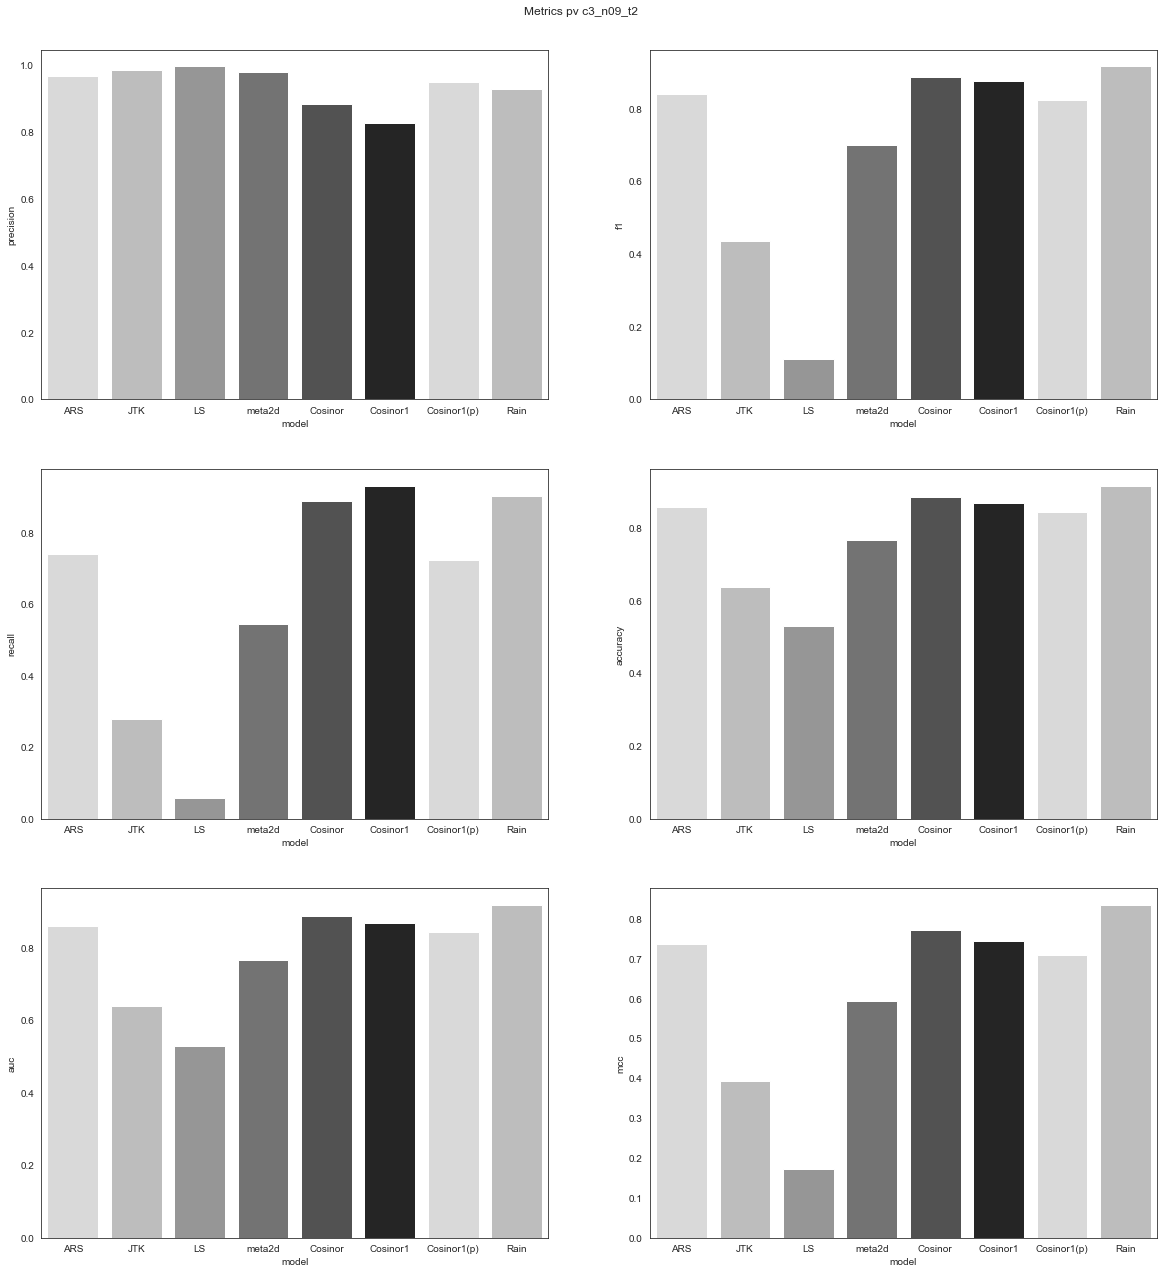 Metrics pv c3_n09_t2
1.0
0.8
0.6
0.4
0.2
0.0
precision
ARS JTK LS meta2d Cosinor Cosinor1 Cosinor1(p) Rain
model
0.8
0.6
0.4
0.2
0.0
f1
ARS JTK LS meta2d Cosinor Cosinor1 Cosinor1(p) Rain
model
0.8
0.6
0.4
0.2
0.0
recall
ARS JTK LS meta2d Cosinor Cosinor1 Cosinor1(p) Rain
model
0.8
0.6
0.4
0.2
0.0
accuracy
ARS JTK LS meta2d Cosinor Cosinor1 Cosinor1(p) Rain
model
0.8
0.6
0.4
0.2
0.0
auc
ARS JTK LS meta2d Cosinor Cosinor1 Cosinor1(p) Rain
model
0.8
0.7
0.6
0.5
0.4
0.3
0.2
0.1
0.0
mcc
ARS JTK LS meta2d Cosinor Cosinor1 Cosinor1(p) Rain
model